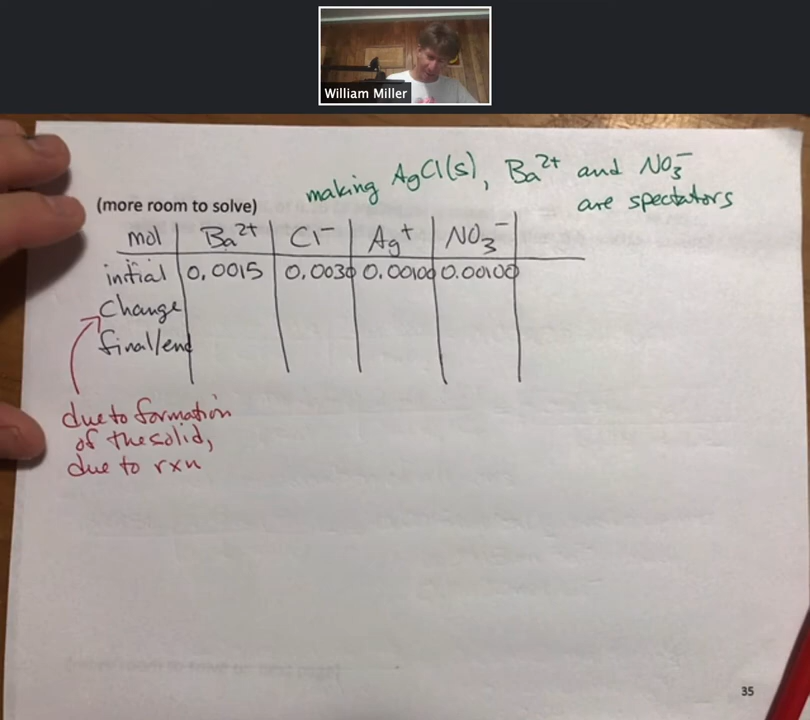 William Miller
making AgCl(s), Ba²⁺ and NO₃⁻
are spectators
(more room to solve)
mol Ba²⁺ Cl⁻ Ag⁺ NO₃⁻
initial 0.0015 0.0030 0.00100 0.00100
Change
final/end
due to formation
of the solid,
due to rxn
35